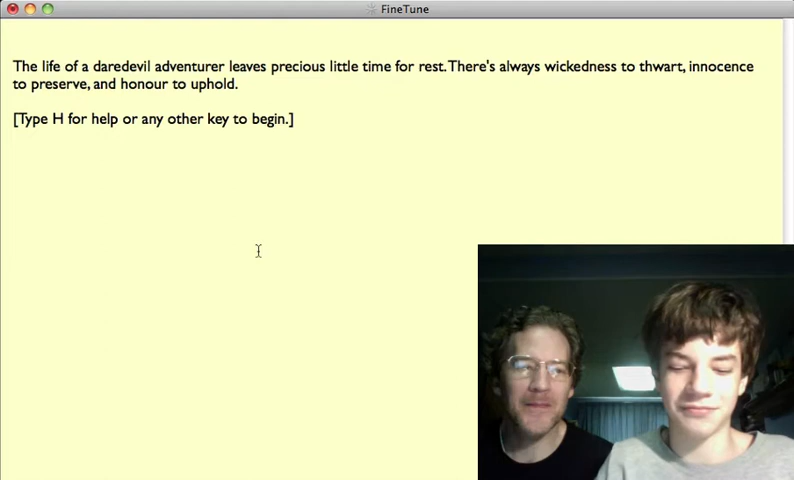 FineTune
The life of a daredevil adventurer leaves precious little time for rest. There's always wickedness to thwart, innocence
to preserve, and honour to uphold.
[Type H for help or any other key to begin.]